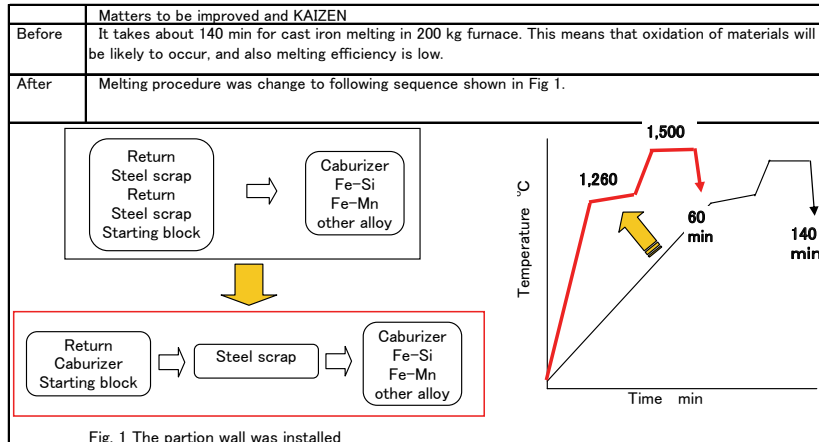 Matters to be improved and KAIZEN
Before
It takes about 140 min for cast iron melting in 200 kg furnace. This means that oxidation of materials will
be likely to occur, and also melting efficiency is low.
After
Melting procedure was change to following sequence shown in Fig 1.
Return
Steel scrap
Return
Steel scrap
Starting block
Caburizer
Fe-Si
Fe-Mn
other alloy
Return
Caburizer
Starting block
Steel scrap
Caburizer
Fe-Si
Fe-Mn
other alloy
Fig. 1 The partion wall was installed
Temperature ℃
1,500
1,260
60
min
140
min
Time min